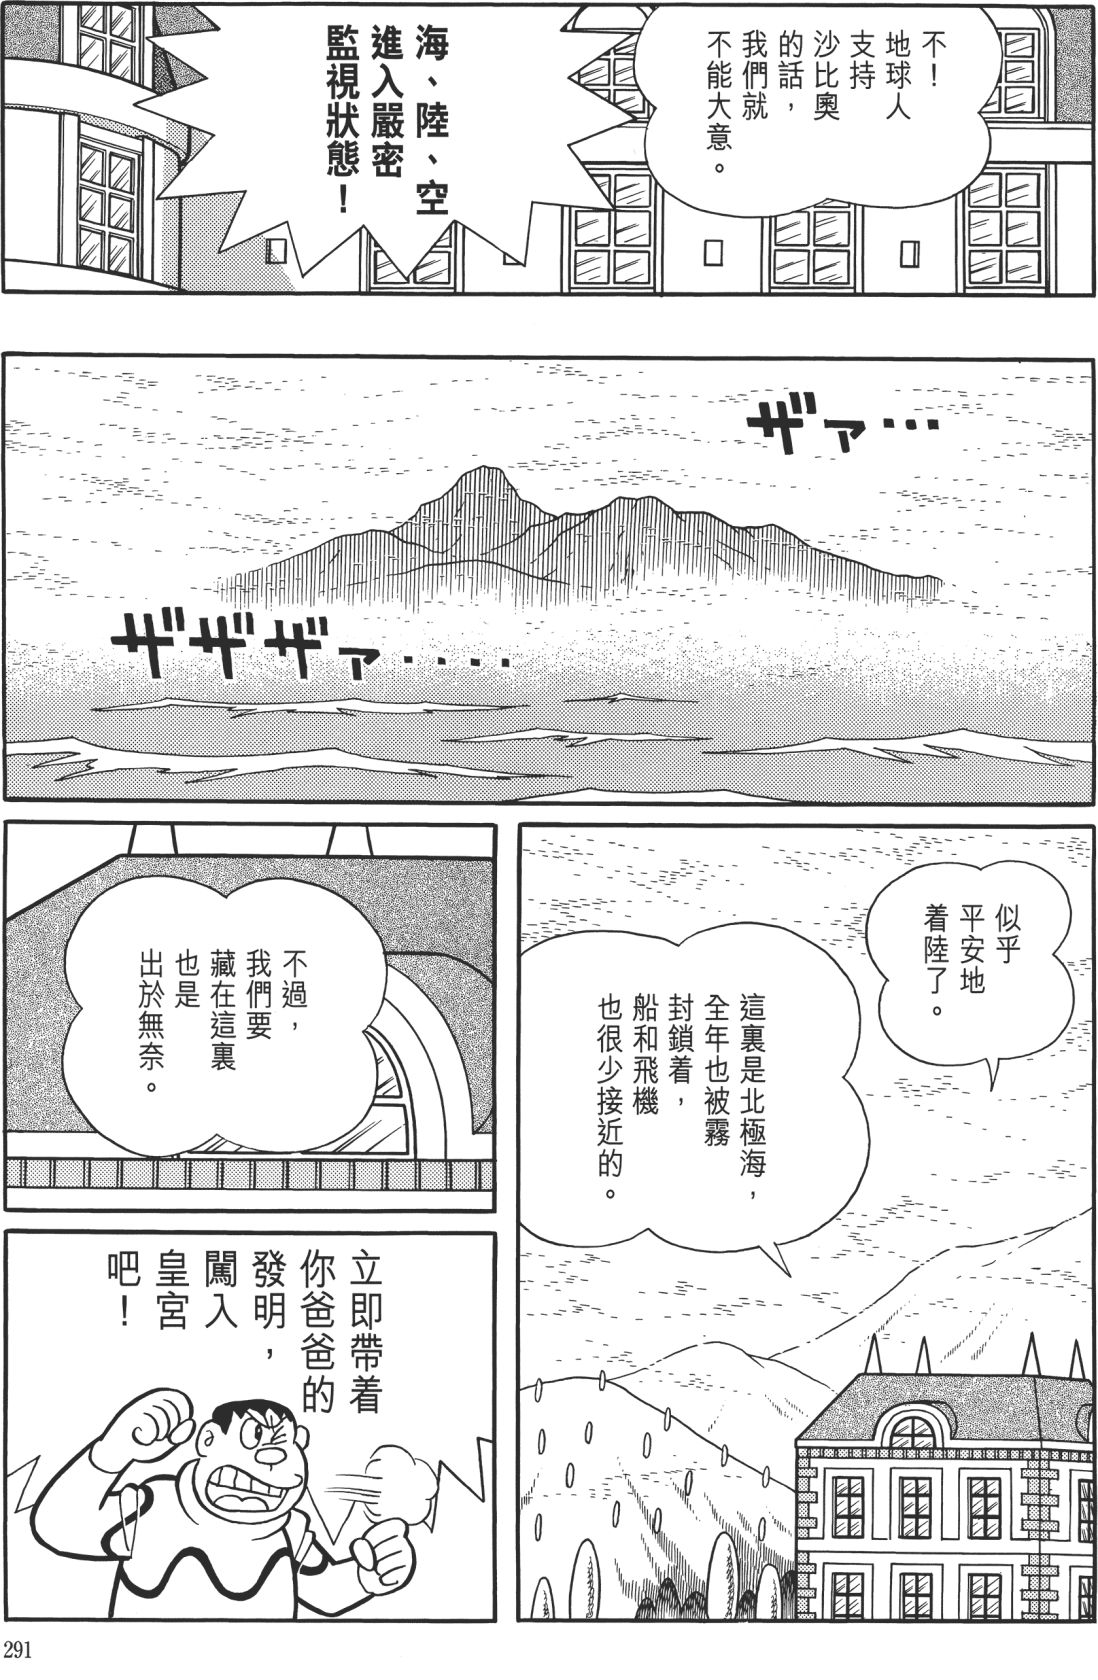 不！
地球人
支持
沙比奧
的話，
我們就
不能大意。
海、陸、空
進入嚴密
監視狀態！
ザァ…
ザザザァ……
似乎
平安地
着陸了。
這裏是北極海，
全年也被霧
封鎖着，
船和飛機
也很少接近的。
不過，
我們要
藏在這裏
也是
出於無奈。
立即帶着
你爸爸的
發明，
闖入
皇宮
吧！
291